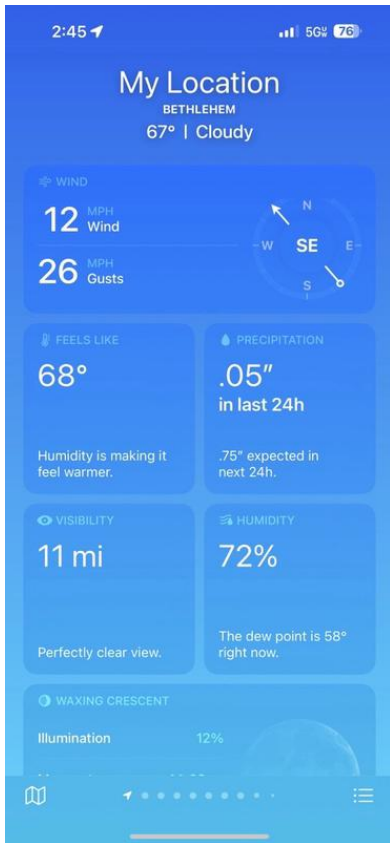 2:45
5G UW 76
My Location
BETHLEHEM
67° | Cloudy
WIND
12 MPH Wind
26 MPH Gusts
N
W SE E
S
FEELS LIKE
68°
Humidity is making it
feel warmer.
PRECIPITATION
.05"
in last 24h
.75" expected in
next 24h.
VISIBILITY
11 mi
Perfectly clear view.
HUMIDITY
72%
The dew point is 58°
right now.
WAXING CRESCENT
Illumination 12%